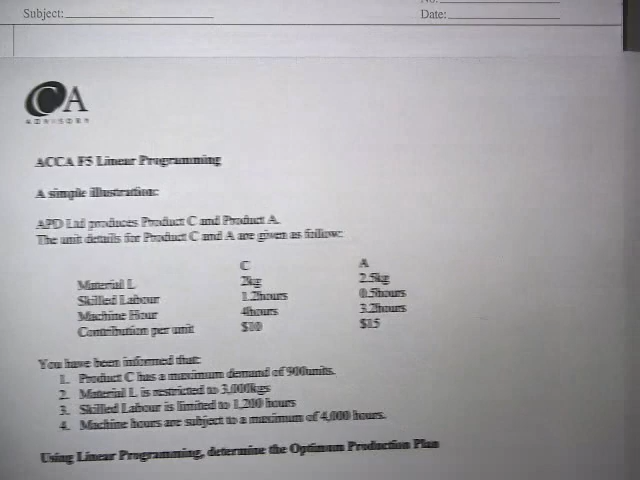 Subject:
No.:
Date:
CA
ADVISORY
ACCA F5 Linear Programming
A simple illustration:
APD Ltd produces Product C and Product A.
The unit details for Product C and A are given as follow:
C A
Material L 2kg 2.5kg
Skilled Labour 1.2hours 0.5hours
Machine Hour 4hours 3.2hours
Contribution per unit $10 $15
You have been informed that:
1. Product C has a maximum demand of 900units.
2. Material L is restricted to 3,000kgs
3. Skilled Labour is limited to 1,200 hours
4. Machine hours are subject to a maximum of 4,000 hours.
Using Linear Programming, determine the Optimum Production Plan